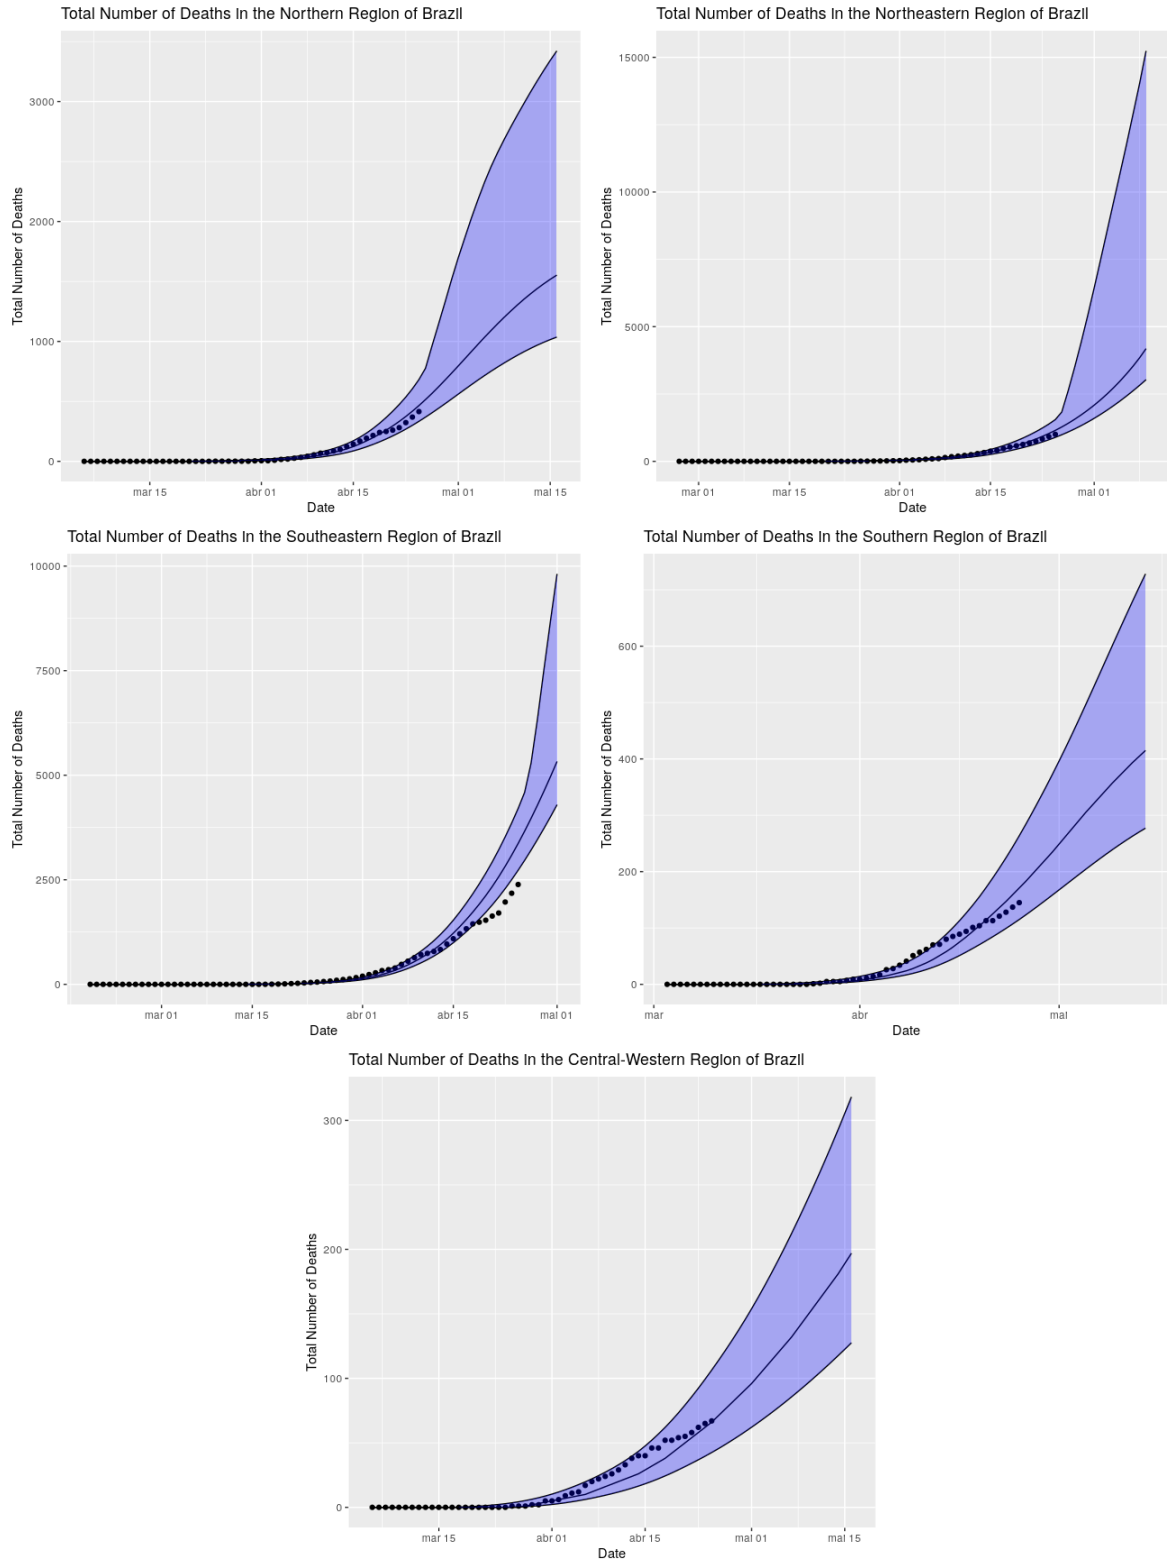 Total Number of Deaths in the Northern Region of Brazil
Total Number of Deaths
3000
2000
1000
0
mar 15
abr 01
abr 15
mai 01
mai 15
Date
Total Number of Deaths in the Northeastern Region of Brazil
Total Number of Deaths
15000
10000
5000
0
mar 01
mar 15
abr 01
abr 15
mai 01
Date
Total Number of Deaths in the Southeastern Region of Brazil
Total Number of Deaths
10000
7500
5000
2500
0
mar 01
mar 15
abr 01
abr 15
mai 01
Date
Total Number of Deaths in the Southern Region of Brazil
Total Number of Deaths
600
400
200
0
mar
abr
mai
Date
Total Number of Deaths in the Central-Western Region of Brazil
Total Number of Deaths
300
200
100
0
mar 15
abr 01
abr 15
mai 01
mai 15
Date